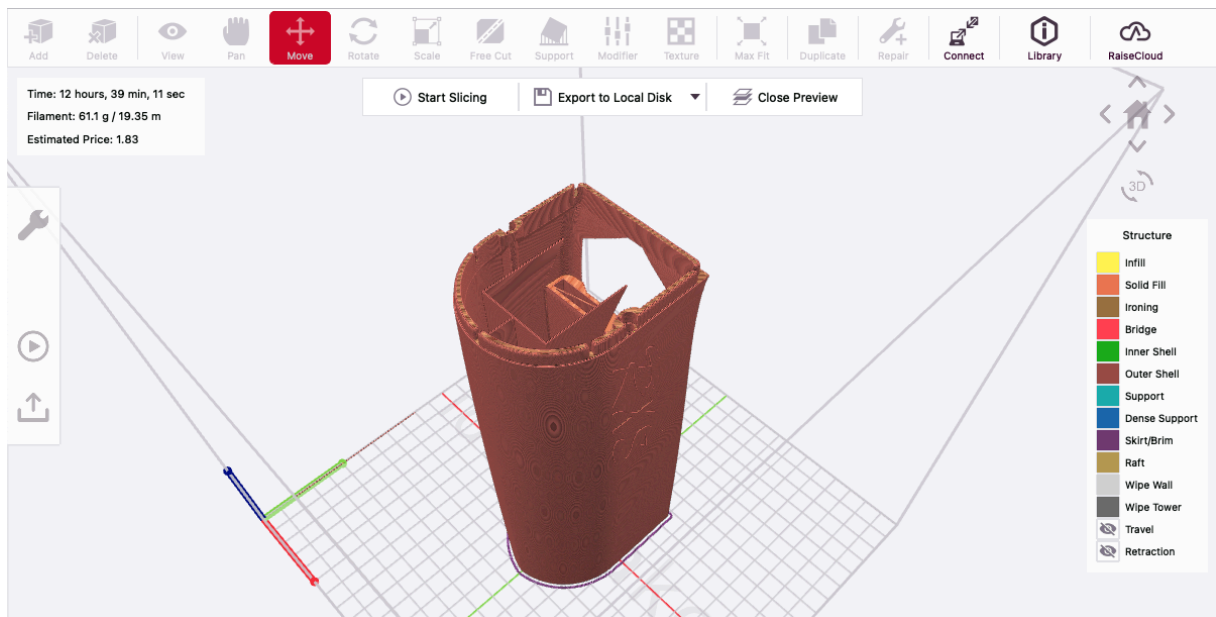 Add Delete View Pan Move Rotate Scale Free Cut Support Modifier Texture Max Fit Duplicate Repair Connect Library RaiseCloud
Time: 12 hours, 39 min, 11 sec
Filament: 61.1 g / 19.35 m
Estimated Price: 1.83
Start Slicing Export to Local Disk Close Preview
3D
Structure
Infill
Solid Fill
Ironing
Bridge
Inner Shell
Outer Shell
Support
Dense Support
Skirt/Brim
Raft
Wipe Wall
Wipe Tower
Travel
Retraction